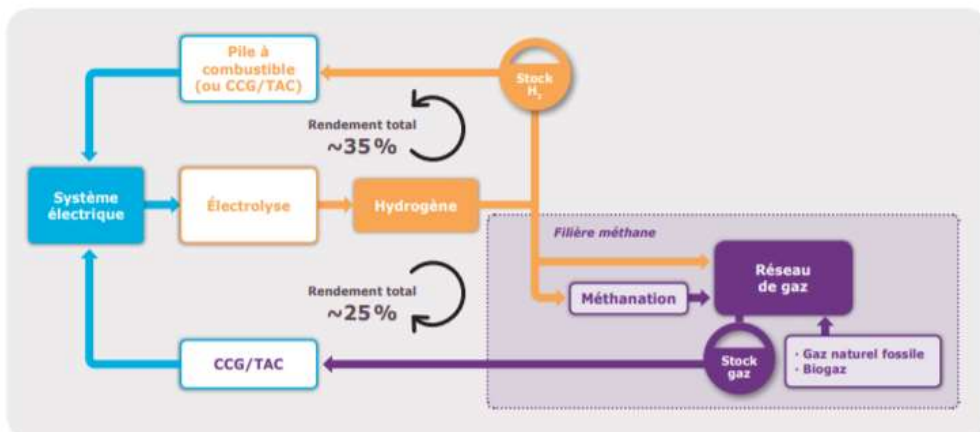 Pile à
combustible
(ou CCG/TAC)
Stock
H₂
Rendement total
~35%
Système
électrique
Électrolyse
Hydrogène
Filière méthane
Réseau
de gaz
Rendement total
~25%
Méthanation
CCG/TAC
Stock
gaz
· Gaz naturel fossile
· Biogaz